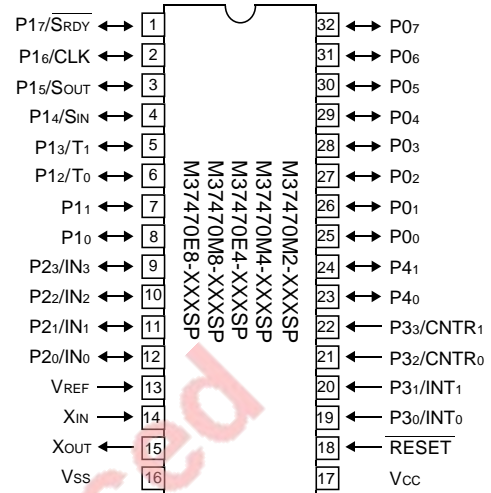 P17/SRDY 1 32 P07
P16/CLK 2 31 P06
P15/SOUT 3 30 P05
P14/SIN 4 29 P04
P13/T1 5 28 P03
P12/T0 6 27 P02
P11 7 26 P01
P10 8 25 P00
P23/IN3 9 24 P41
P22/IN2 10 23 P40
P21/IN1 11 22 P33/CNTR1
P20/IN0 12 21 P32/CNTR0
VREF 13 20 P31/INT1
XIN 14 19 P30/INT0
XOUT 15 18 RESET
VSS 16 17 VCC
M37470M2-XXXSP
M37470M4-XXXSP
M37470E4-XXXSP
M37470M8-XXXSP
M37470E8-XXXSP